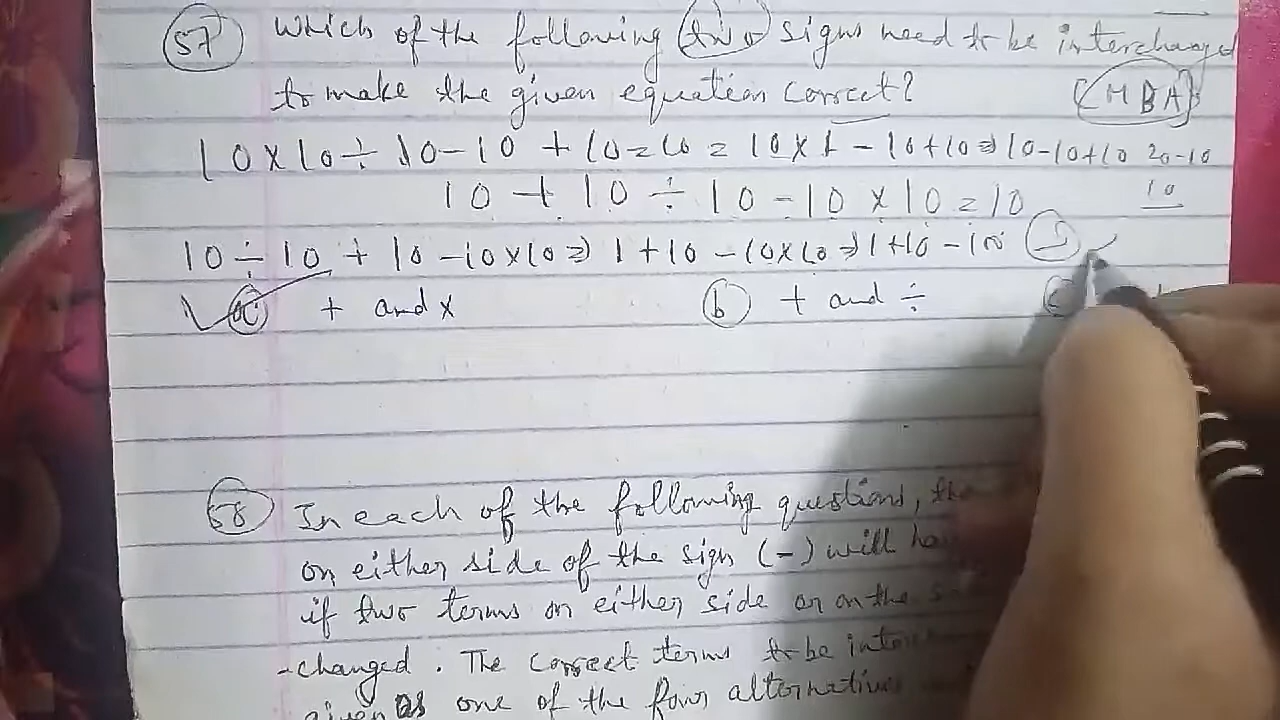 57 Which of the following two signs need to be interchanged
to make the given equation correct? [MBA]
10 × 10 ÷ 10 - 10 + 10 = 10 = 10 × 1 - 10 + 10 ⇒ 10 - 10 + 10 20 - 10
10 + 10 ÷ 10 - 10 × 10 = 10 10
10 ÷ 10 + 10 - 10 × 10 ⇒ 1 + 10 - 10 × 10 ⇒ 1 + 10 - 100
a + and × b + and ÷ c
58 In each of the following questions, the
on either side of the sign (-) will
if two terms on either side or on the
-changed. The correct terms to be
given as one of the four